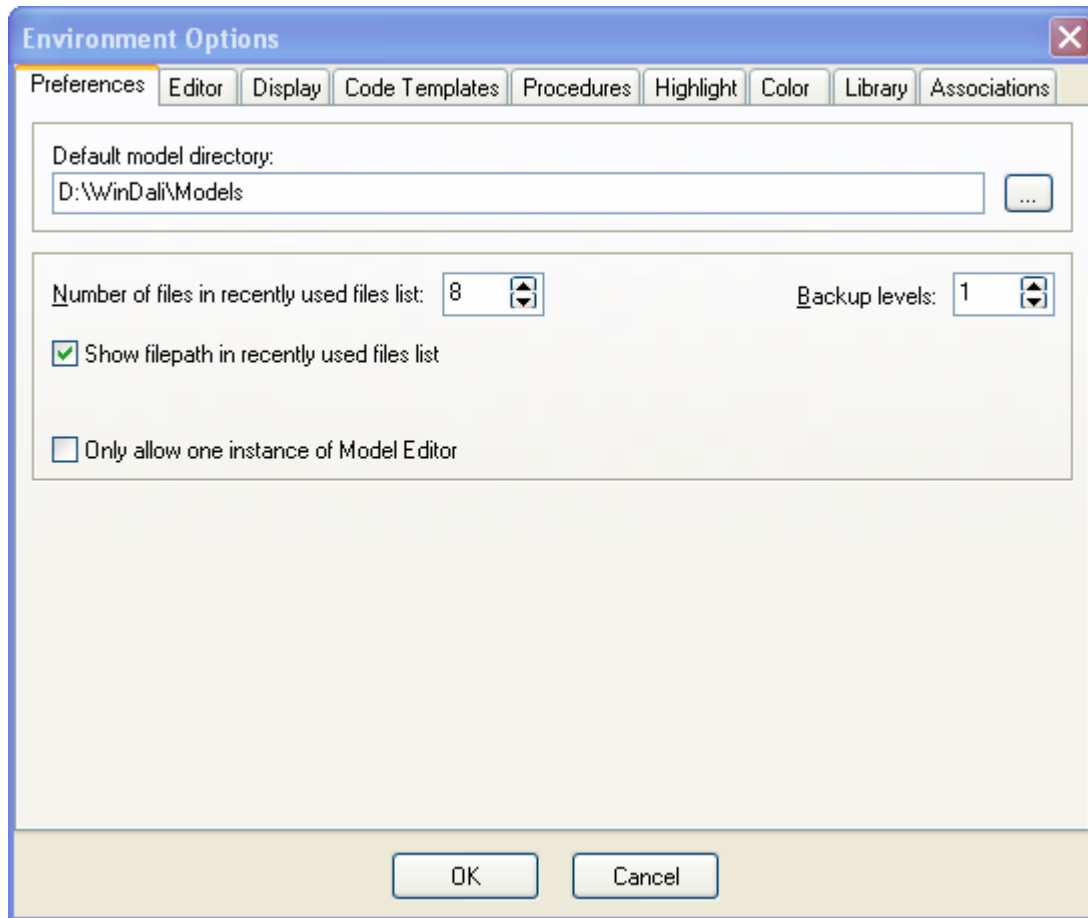 Environment Options
Preferences Editor Display Code Templates Procedures Highlight Color Library Associations
Default model directory:
D:\WinDali\Models
...
Number of files in recently used files list: 8 Backup levels: 1
Show filepath in recently used files list
Only allow one instance of Model Editor
OK Cancel